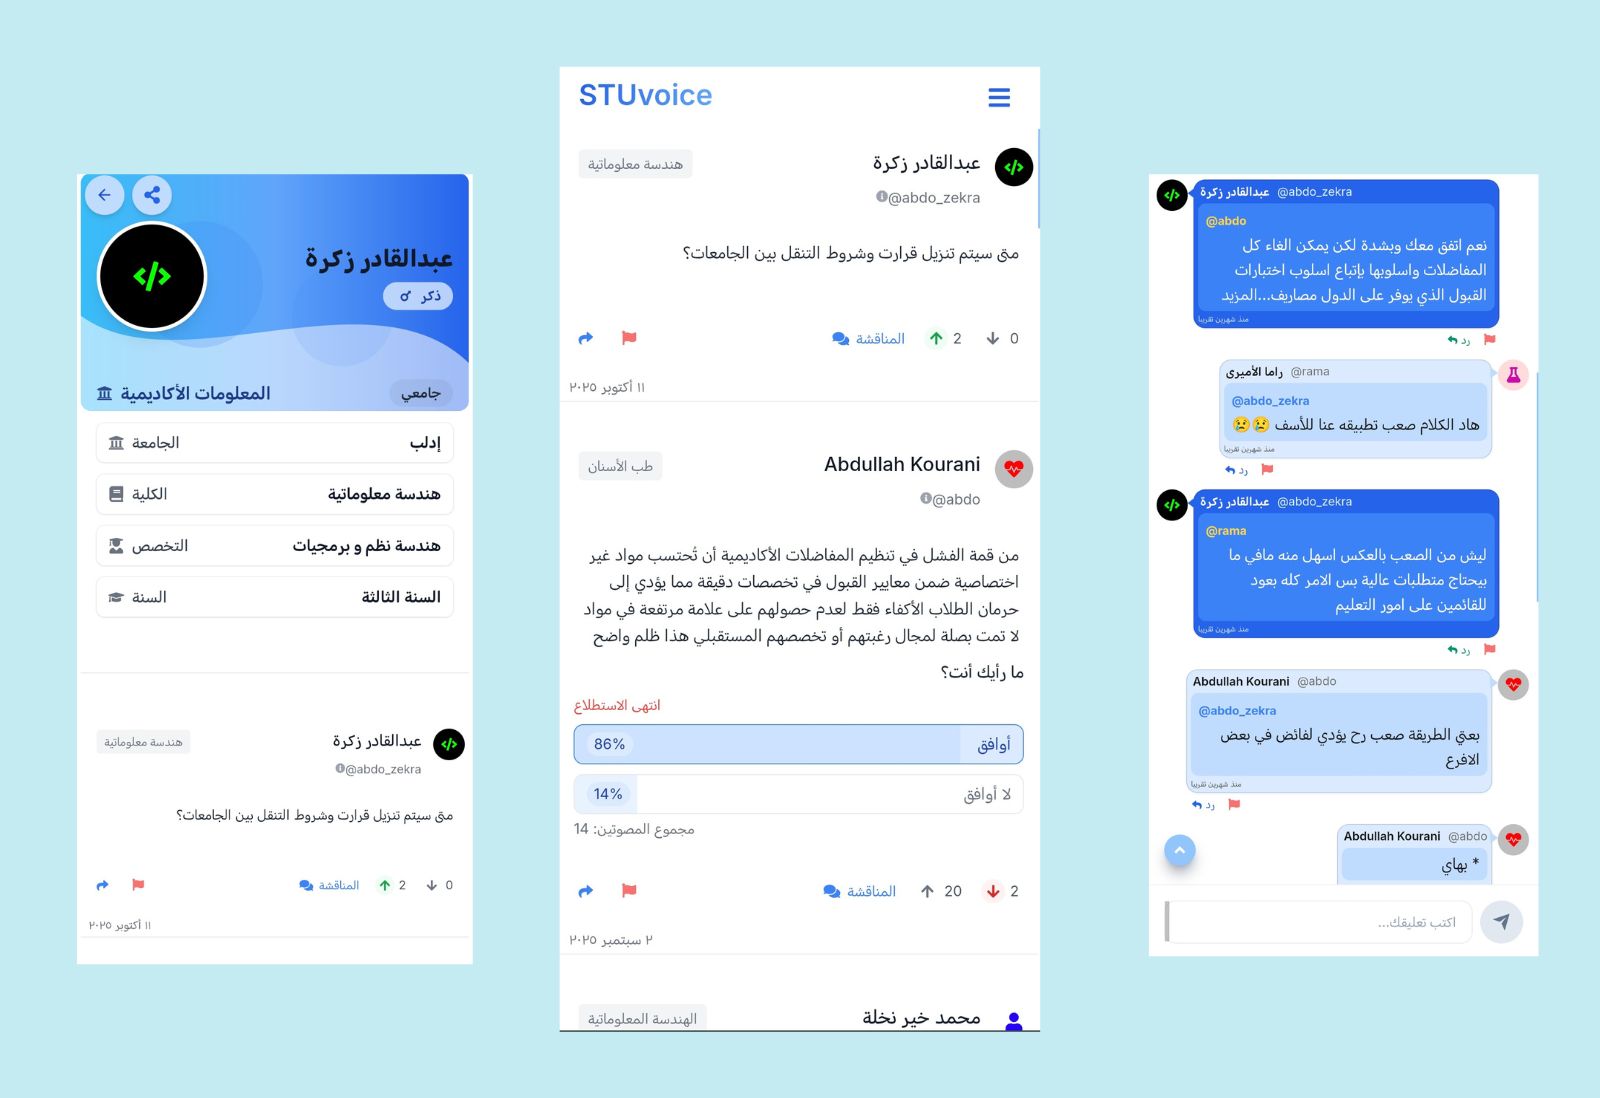 عبدالقادر زكرة
ذكر
المعلومات الأكاديمية
جامعي
الجامعة
إدلب
الكلية
هندسة معلوماتية
التخصص
هندسة نظم و برمجيات
السنة
السنة الثالثة
عبدالقادر زكرة
هندسة معلوماتية
@abdo_zekra
متى سيتم تنزيل قرارت وشروط التنقل بين الجامعات؟
المناقشة 2 0
١١ أكتوبر ٢٠٢٥
STUvoice
عبدالقادر زكرة
هندسة معلوماتية
@abdo_zekra
متى سيتم تنزيل قرارت وشروط التنقل بين الجامعات؟
المناقشة 2 0
١١ أكتوبر ٢٠٢٥
Abdullah Kourani
طب الأسنان
@abdo
من قمة الفشل في تنظيم المفاضلات الأكاديمية أن تُحتسب مواد غير
اختصاصية ضمن معايير القبول في تخصصات دقيقة مما يؤدي إلى
حرمان الطلاب الأكفاء فقط لعدم حصولهم على علامة مرتفعة في مواد
لا تمت بصلة لمجال رغبتهم أو تخصصهم المستقبلي هذا ظلم واضح
ما رأيك أنت؟
انتهى الاستطلاع
أوافق 86%
لا أوافق 14%
مجموع المصوتين: 14
المناقشة 20 2
٢ سبتمبر ٢٠٢٥
محمد خير نخلة
الهندسة المعلوماتية
عبدالقادر زكرة @abdo_zekra
@abdo
نعم اتفق معك وبشدة لكن يمكن الغاء كل
المفاضلات واسلوبها بإتباع اسلوب اختبارات
القبول الذي يوفر على الدول مصاريف...المزيد
منذ شهرين تقريبا
رد
راما الأميري @rama
@abdo_zekra
هاد الكلام صعب تطبيقه عنا للأسف 😢😢
منذ شهرين تقريبا
رد
عبدالقادر زكرة @abdo_zekra
@rama
ليش من الصعب بالعكس اسهل منه مافي ما
بيحتاج متطلبات عالية بس الامر كله بعود
للقائمين على امور التعليم
منذ شهرين تقريبا
رد
Abdullah Kourani @abdo
@abdo_zekra
بعتي الطريقة صعب رح يؤدي لفائض في بعض
الافرع
منذ شهرين تقريبا
رد
Abdullah Kourani @abdo
* بهاي
اكتب تعليقك...